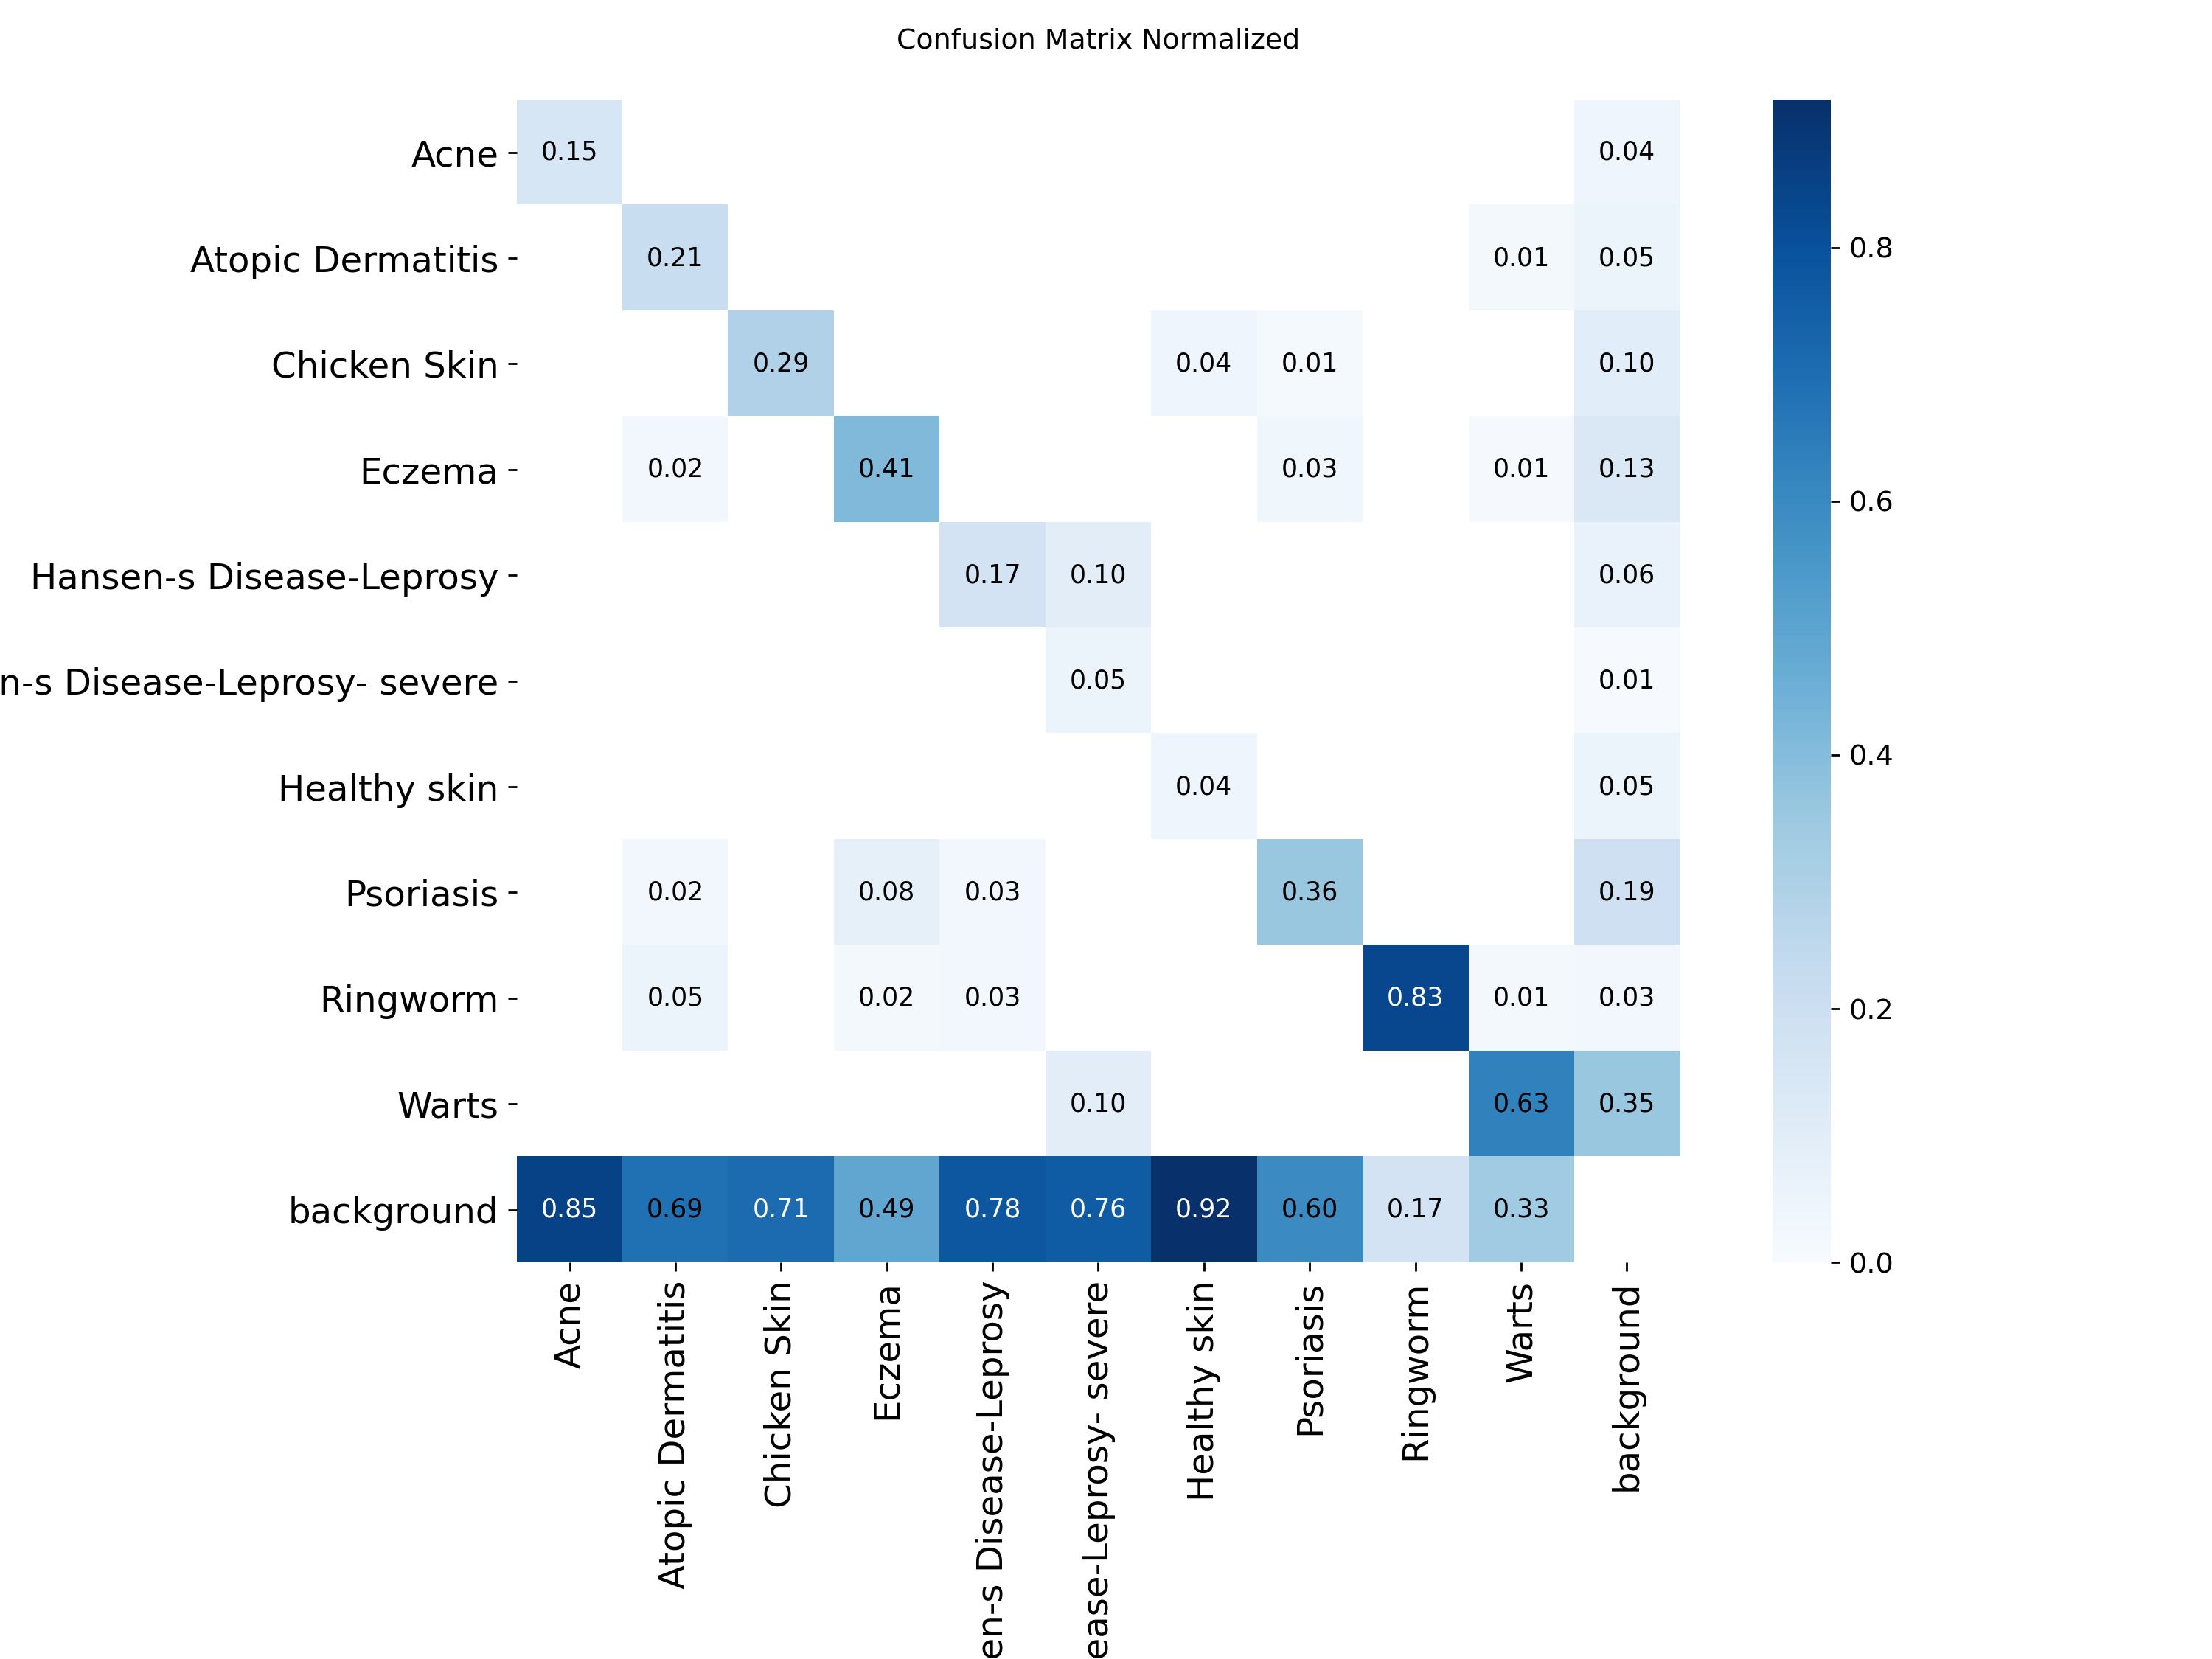 Confusion Matrix Normalized
Acne 0.15 0.04
Atopic Dermatitis 0.21 0.01 0.05
Chicken Skin 0.29 0.04 0.01 0.10
Eczema 0.02 0.41 0.03 0.01 0.13
Hansen-s Disease-Leprosy 0.17 0.10 0.06
n-s Disease-Leprosy- severe 0.05 0.01
Healthy skin 0.04 0.05
Psoriasis 0.02 0.08 0.03 0.36 0.19
Ringworm 0.05 0.02 0.03 0.83 0.01 0.03
Warts 0.10 0.63 0.35
background 0.85 0.69 0.71 0.49 0.78 0.76 0.92 0.60 0.17 0.33
Acne
Atopic Dermatitis
Chicken Skin
Eczema
en-s Disease-Leprosy
ease-Leprosy- severe
Healthy skin
Psoriasis
Ringworm
Warts
background
0.8
0.6
0.4
0.2
0.0